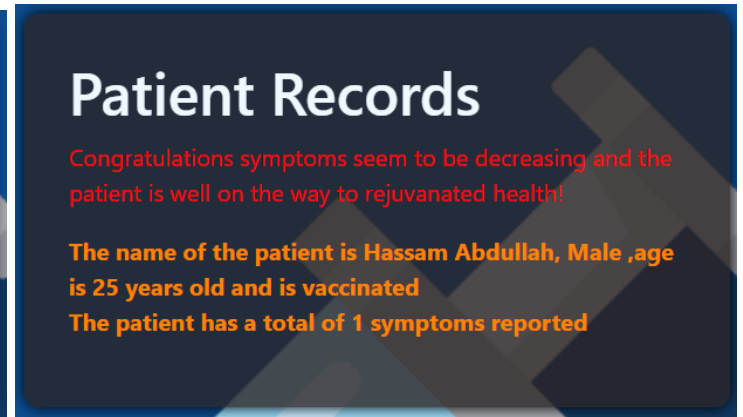 Patient Records
Congratulations symptoms seem to be decreasing and the
patient is well on the way to rejuvanated health!
The name of the patient is Hassam Abdullah, Male ,age
is 25 years old and is vaccinated
The patient has a total of 1 symptoms reported